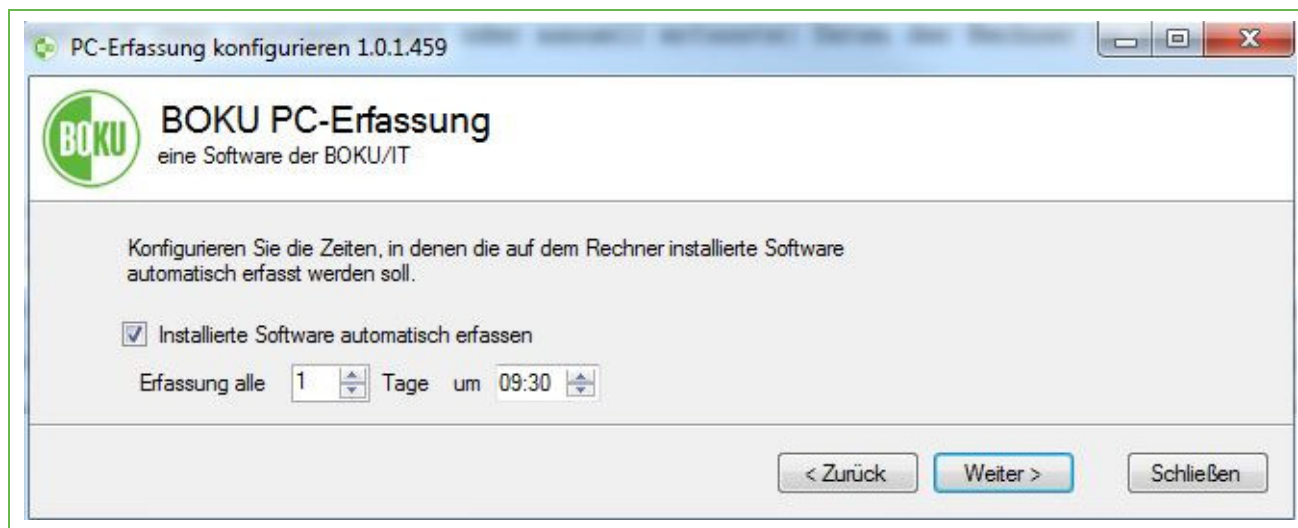 PC-Erfassung konfigurieren 1.0.1.459
BOKU
BOKU PC-Erfassung
eine Software der BOKU/IT
Konfigurieren Sie die Zeiten, in denen die auf dem Rechner installierte Software
automatisch erfasst werden soll.
Installierte Software automatisch erfassen
Erfassung alle 1 Tage um 09:30
< Zurück Weiter > Schließen